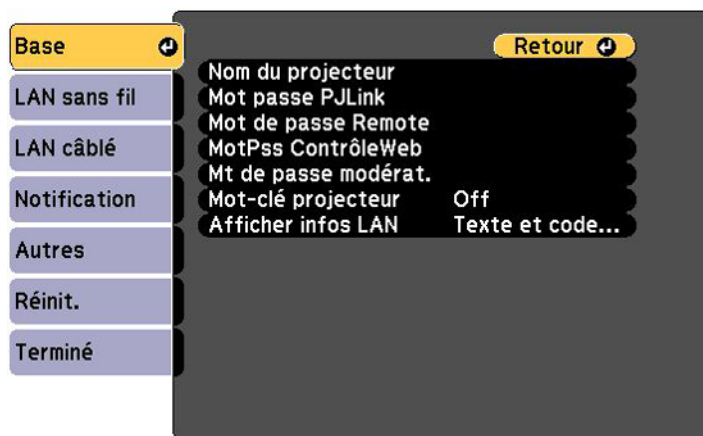 Base
LAN sans fil
LAN câblé
Notification
Autres
Réinit.
Terminé
Retour
Nom du projecteur
Mot passe PJLink
Mot de passe Remote
MotPss ContrôleWeb
Mt de passe modérat.
Mot-clé projecteur Off
Afficher infos LAN Texte et code...